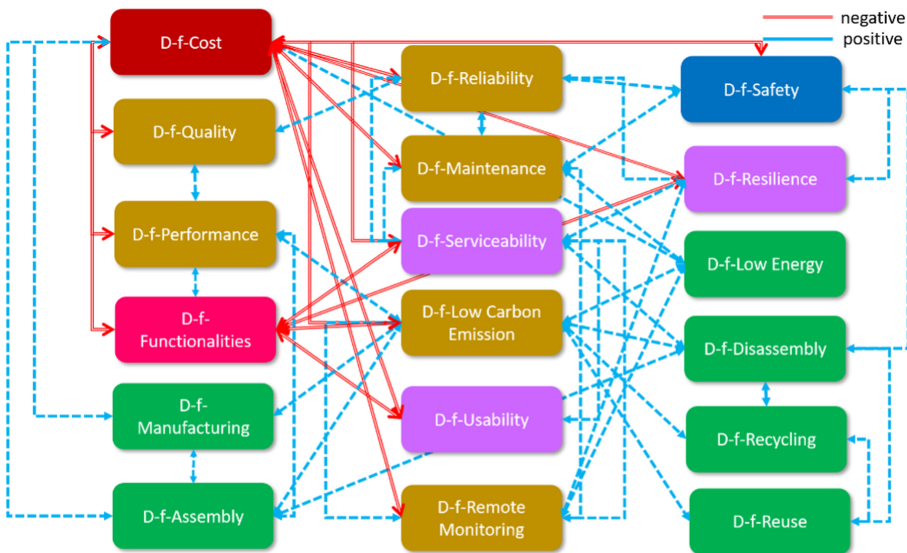 negative
positive
D-f-Cost
D-f-Quality
D-f-Performance
D-f-
Functionalities
D-f-
Manufacturing
D-f-Assembly
D-f-Reliability
D-f-Maintenance
D-f-Serviceability
D-f-Low Carbon
Emission
D-f-Usability
D-f-Remote
Monitoring
D-f-Safety
D-f-Resilience
D-f-Low Energy
D-f-Disassembly
D-f-Recycling
D-f-Reuse